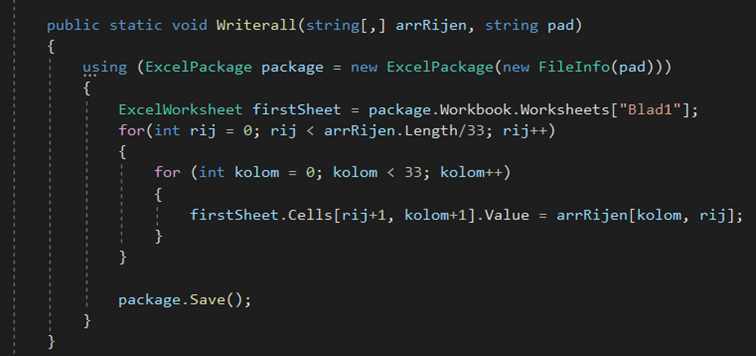 public static void Writerall(string[,] arrRijen, string pad)
{
using (ExcelPackage package = new ExcelPackage(new FileInfo(pad)))
{
ExcelWorksheet firstSheet = package.Workbook.Worksheets["Blad1"];
for(int rij = 0; rij < arrRijen.Length/33; rij++)
{
for (int kolom = 0; kolom < 33; kolom++)
{
firstSheet.Cells[rij+1, kolom+1].Value = arrRijen[kolom, rij];
}
}
package.Save();
}
}